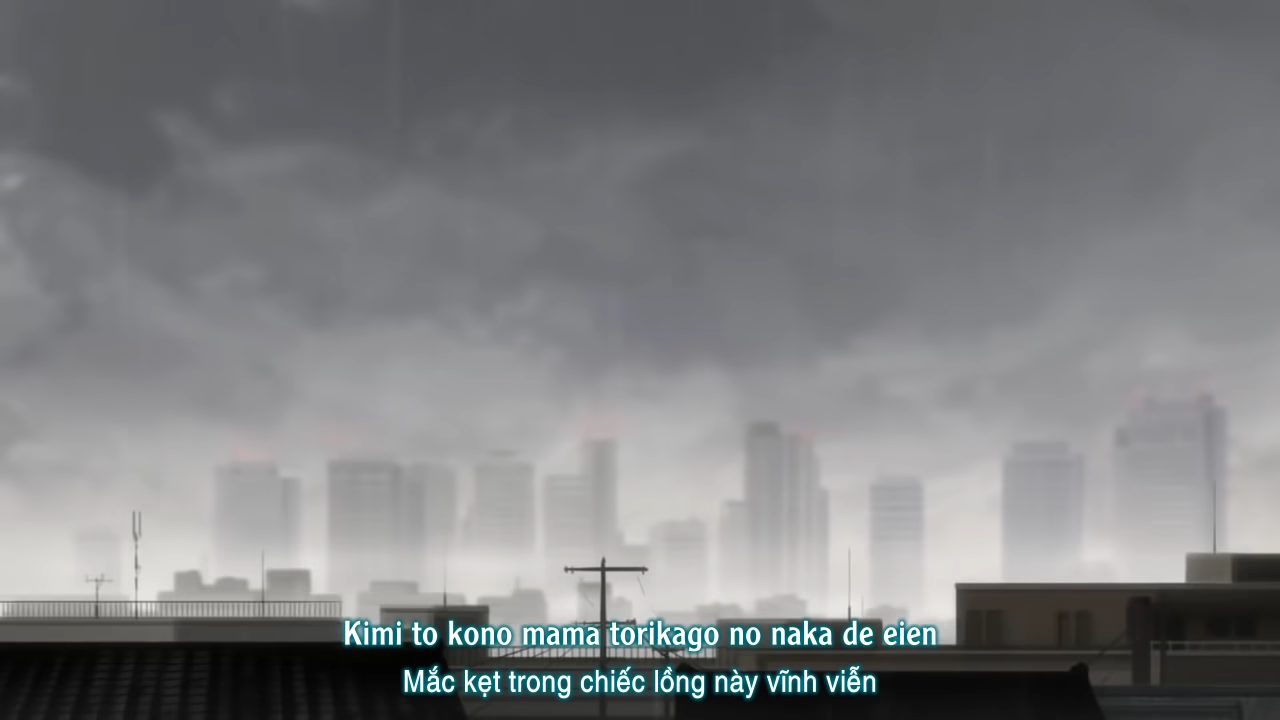 Kimi to kono mama torikago no naka de eien
Mắc kẹt trong chiếc lồng này vĩnh viễn